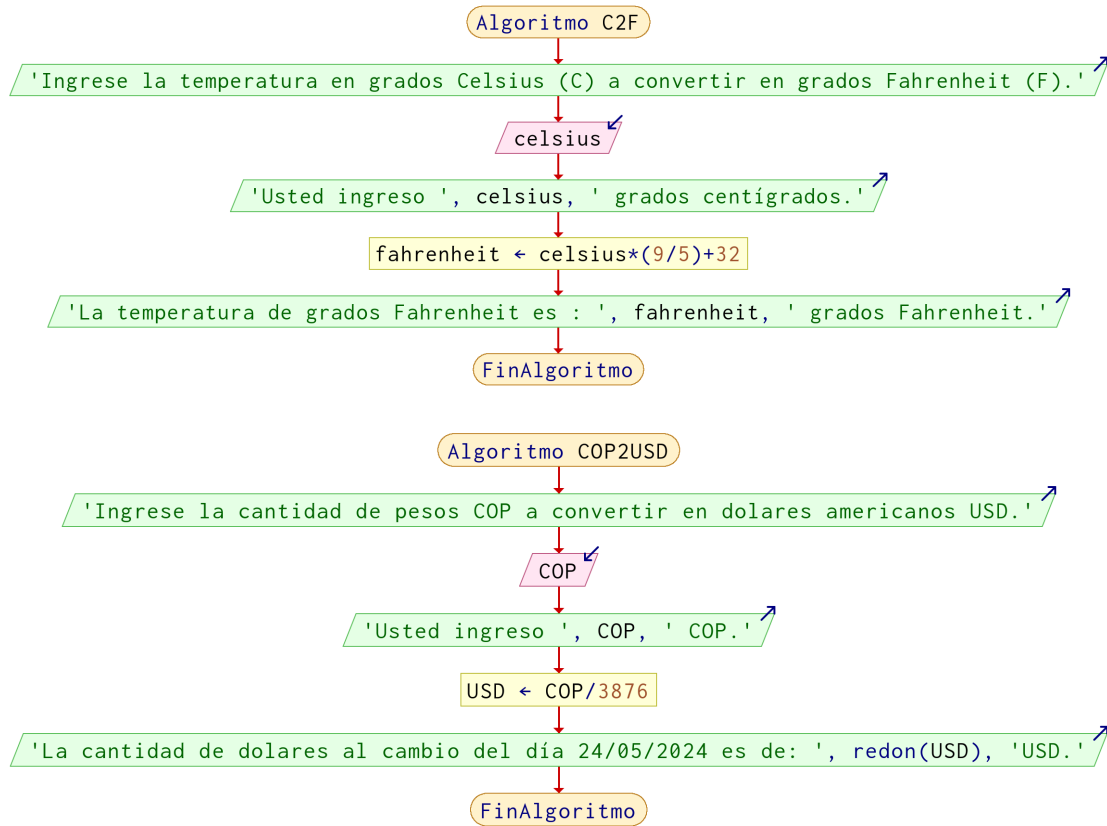 Algoritmo C2F
'Ingrese la temperatura en grados Celsius (C) a convertir en grados Fahrenheit (F).'
celsius
'Usted ingreso ', celsius, ' grados centígrados.'
fahrenheit ← celsius*(9/5)+32
'La temperatura de grados Fahrenheit es : ', fahrenheit, ' grados Fahrenheit.'
FinAlgoritmo
Algoritmo COP2USD
'Ingrese la cantidad de pesos COP a convertir en dolares americanos USD.'
COP
'Usted ingreso ', COP, ' COP.'
USD ← COP/3876
'La cantidad de dolares al cambio del día 24/05/2024 es de: ', redon(USD), 'USD.'
FinAlgoritmo